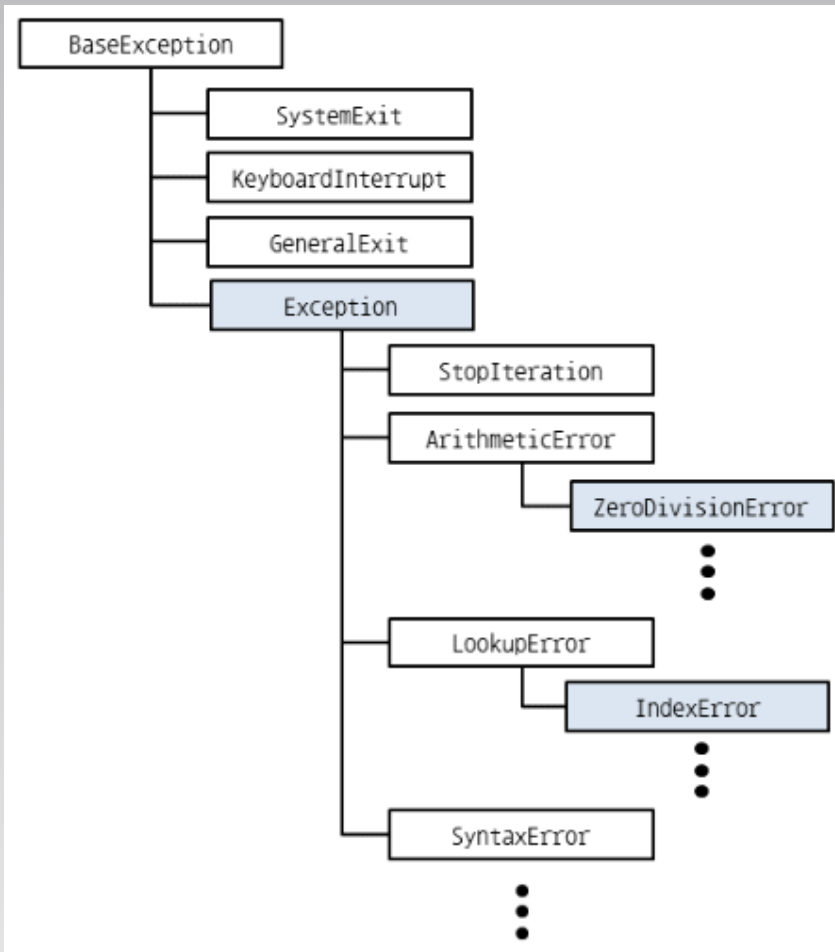 BaseException
SystemExit
KeyboardInterrupt
GeneralExit
Exception
StopIteration
ArithmeticError
ZeroDivisionError
LookupError
IndexError
SyntaxError